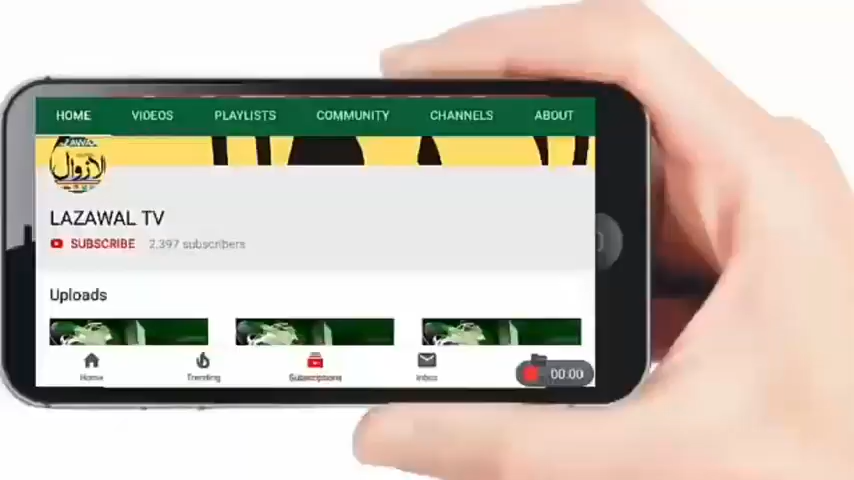 HOME VIDEOS PLAYLISTS COMMUNITY CHANNELS ABOUT
لازوال
LAZAWAL TV
SUBSCRIBE 2,397 subscribers
Uploads
Home Trending Subscriptions Inbox
00:00